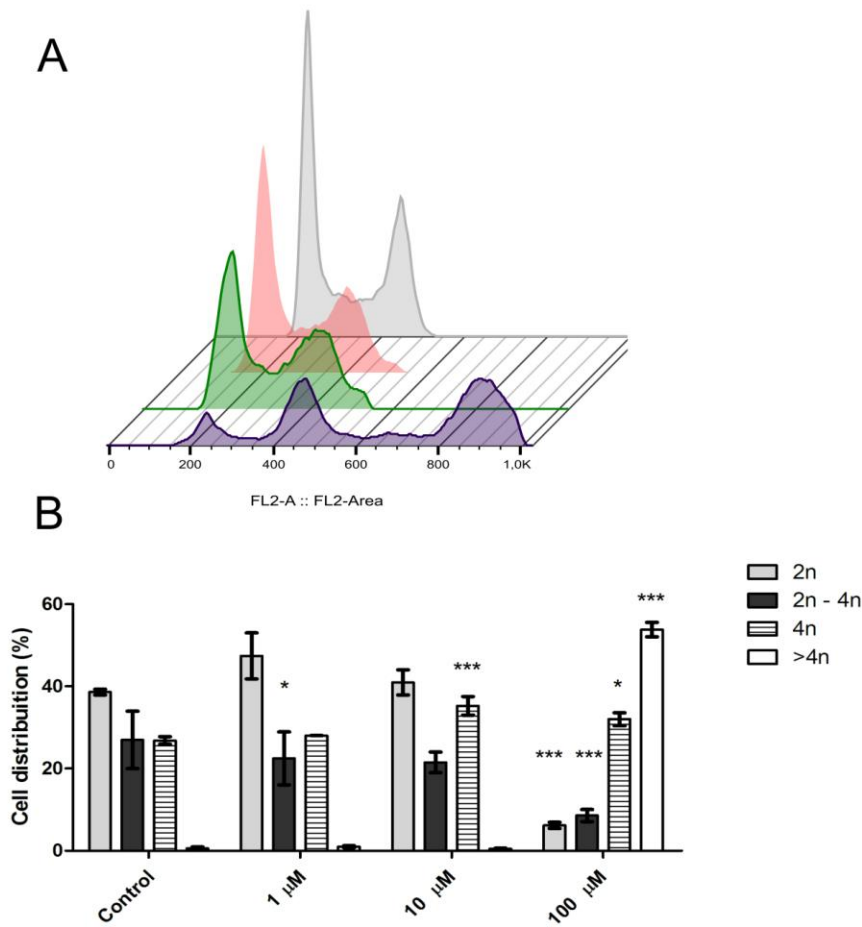 A
0 200 400 600 800 1,0K
FL2-A :: FL2-Area
B
2n
2n - 4n
4n
>4n
Cell distribuition (%)
60
40
20
0
*
***
*** *** * ***
Control 1 μM 10 μM 100 μM